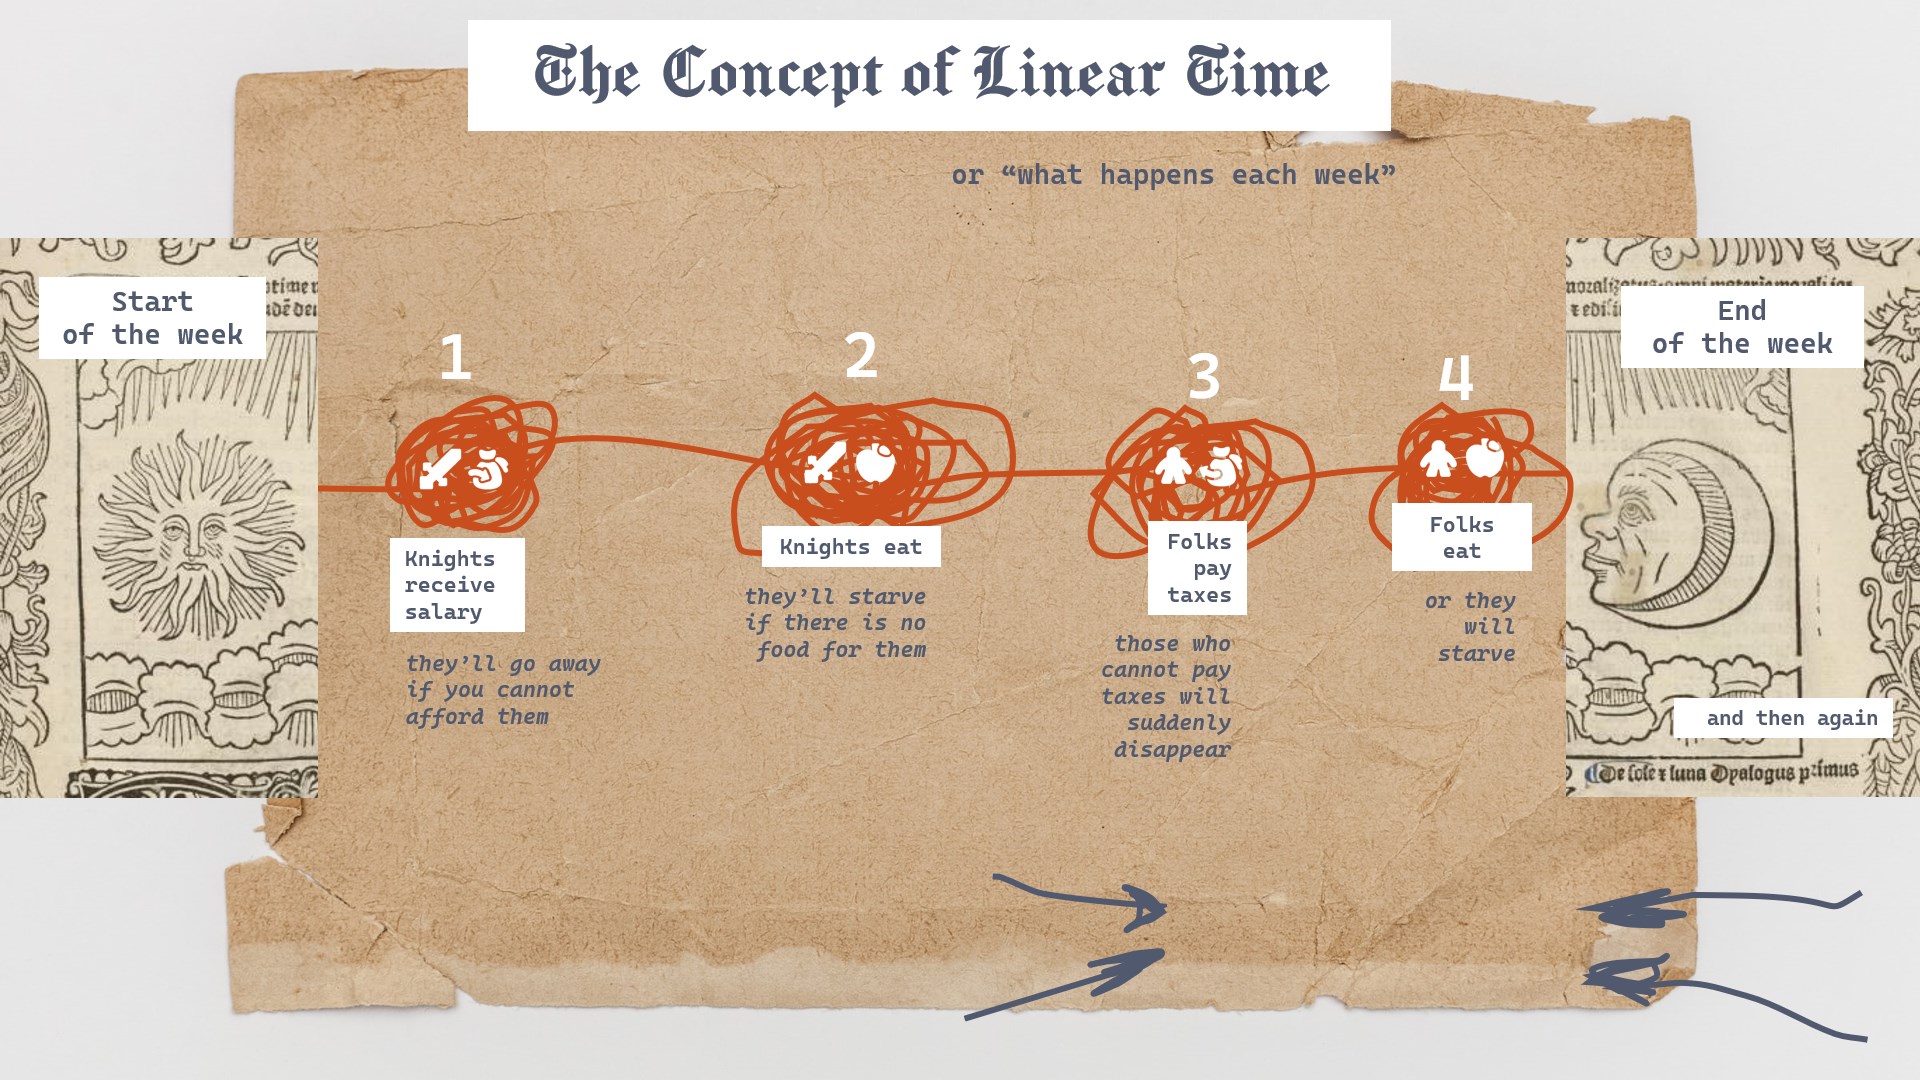 The Concept of Linear Time
or “what happens each week”
Start
of the week
End
of the week
1
2
3
4
Knights
receive
salary
they’ll go away
if you cannot
afford them
Knights eat
they’ll starve
if there is no
food for them
Folks
pay
taxes
those who
cannot pay
taxes will
suddenly
disappear
Folks
eat
or they
will
starve
and then again
De sole et luna Dyalogus primus